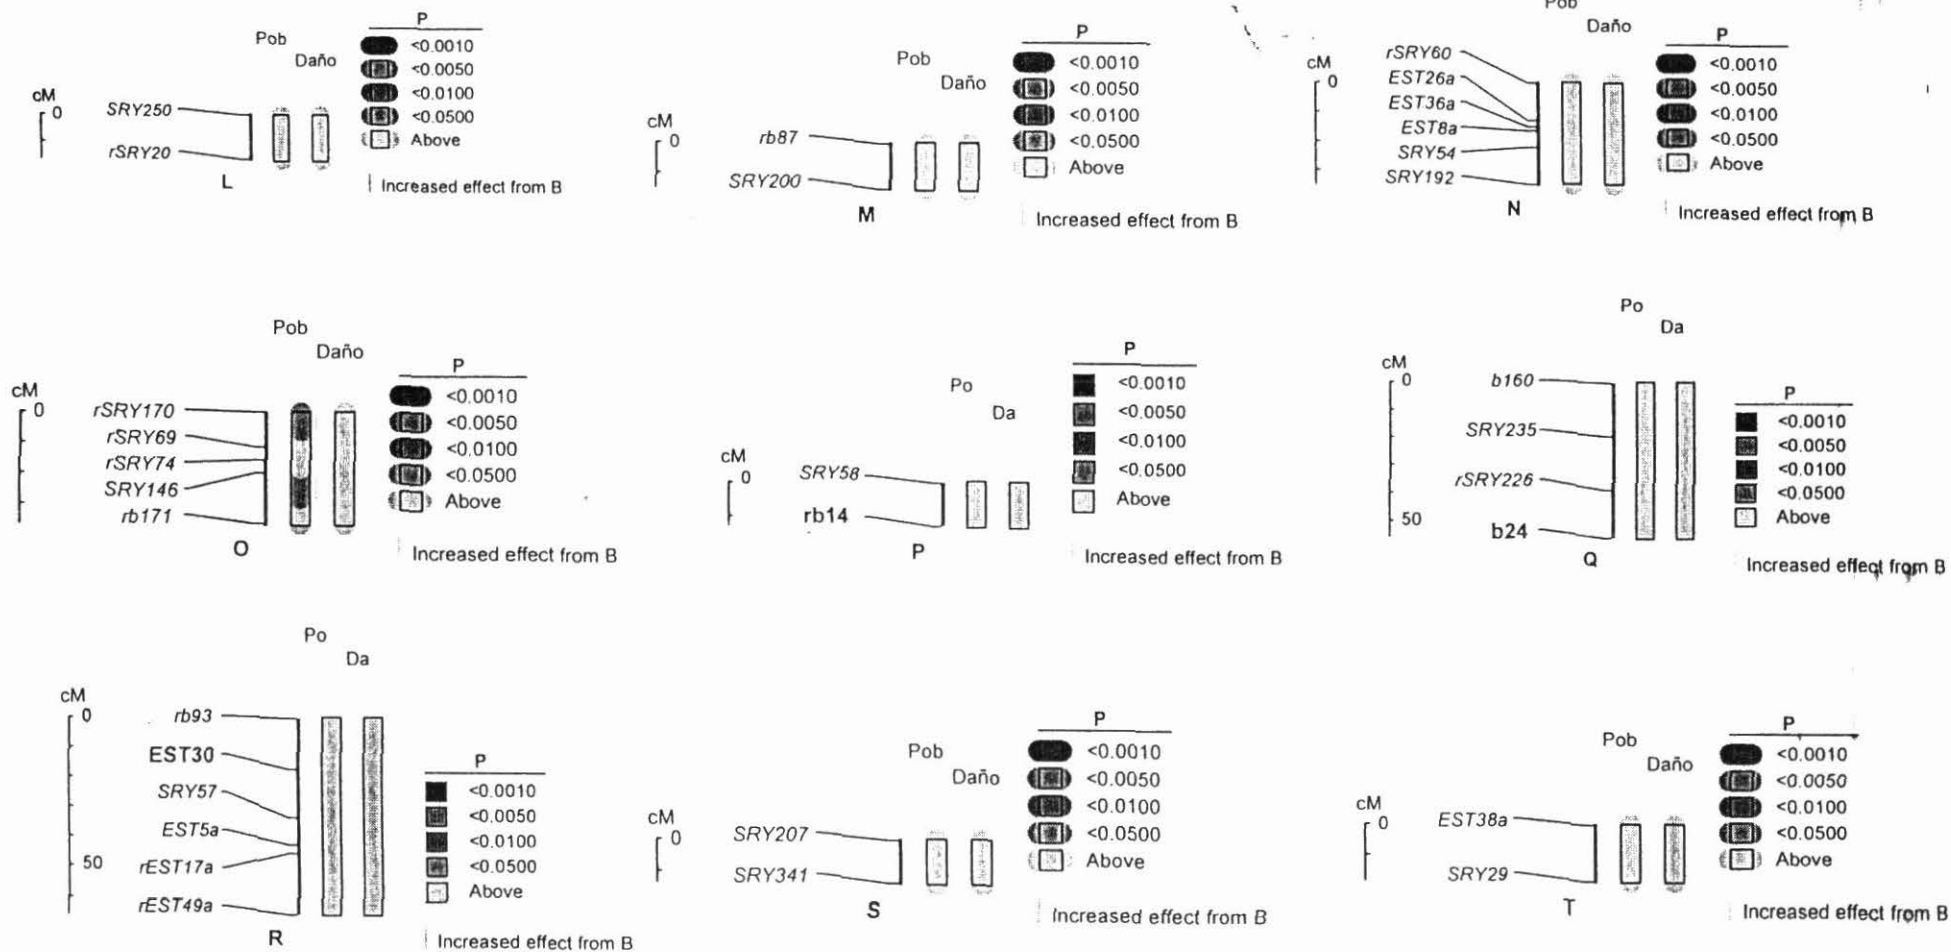 Pob
Daño
P
<0.0010
<0.0050
<0.0100
<0.0500
Above
cM
0
SRY250
rSRY20
L
Increased effect from B
Pob
Daño
P
<0.0010
<0.0050
<0.0100
<0.0500
Above
cM
0
rb87
SRY200
M
Increased effect from B
Pob
Daño
P
<0.0010
<0.0050
<0.0100
<0.0500
Above
0
rSRY60
EST26a
EST36a
EST8a
SRY54
SRY192
N
Increased effect from B
Pob
Daño
P
<0.0010
<0.0050
<0.0100
<0.0500
Above
cM
0
rSRY170
rSRY69
rSRY74
SRY146
rb171
O
Increased effect from B
Po
Da
P
<0.0010
<0.0050
<0.0100
<0.0500
Above
cM
0
SRY58
rb14
P
Increased effect from B
Po
Da
P
<0.0010
<0.0050
<0.0100
<0.0500
Above
cM
0
50
b160
SRY235
rSRY226
b24
Q
Increased effect from B
Po
Da
P
<0.0010
<0.0050
<0.0100
<0.0500
Above
cM
0
50
rb93
EST30
SRY57
EST5a
rEST17a
rEST49a
R
Increased effect from B
Pob
Daño
P
<0.0010
<0.0050
<0.0100
<0.0500
Above
cM
0
SRY207
SRY341
S
Increased effect from B
Pob
Daño
P
<0.0010
<0.0050
<0.0100
<0.0500
Above
cM
0
EST38a
SRY29
T
Increased effect from B